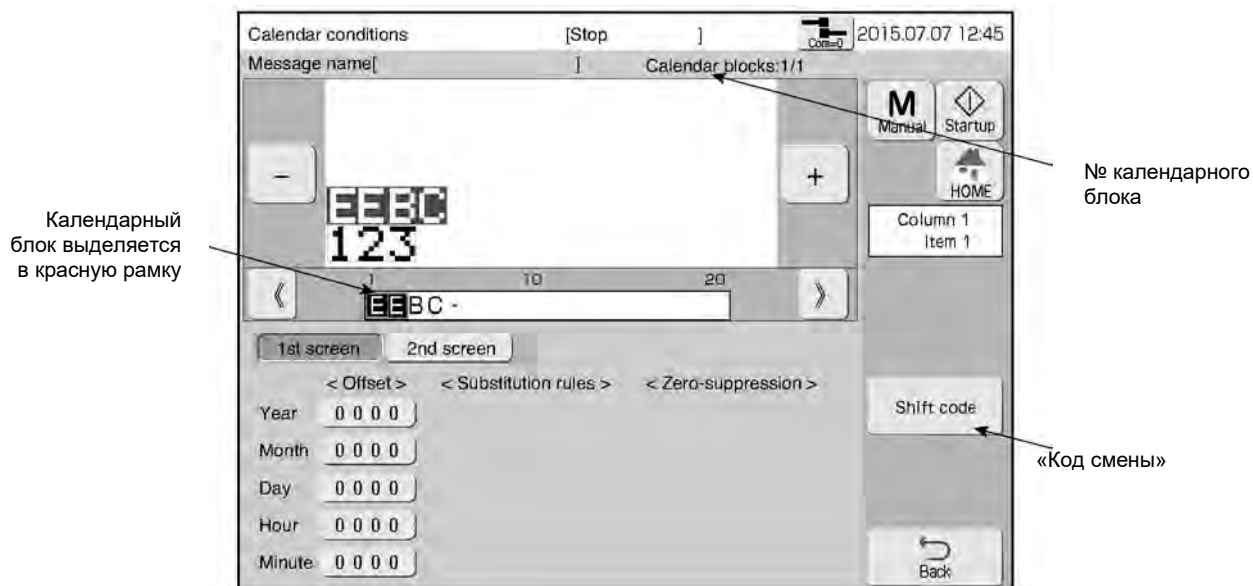 Calendar conditions [Stop ] Com=0 2015.07.07 12:45
Message name[ ] Calendar blocks:1/1
M
Manual
Startup
HOME
- +
EEBC
123
Column 1
Item 1
1 10 20
《 》
EEBC -
1st screen 2nd screen
< Offset > < Substitution rules > < Zero-suppression >
Year 0 0 0 0
Month 0 0 0 0
Day 0 0 0 0
Hour 0 0 0 0
Minute 0 0 0 0
Shift code
Back
Календарный
блок выделяется
в красную рамку
№ календарного
блока
«Код смены»